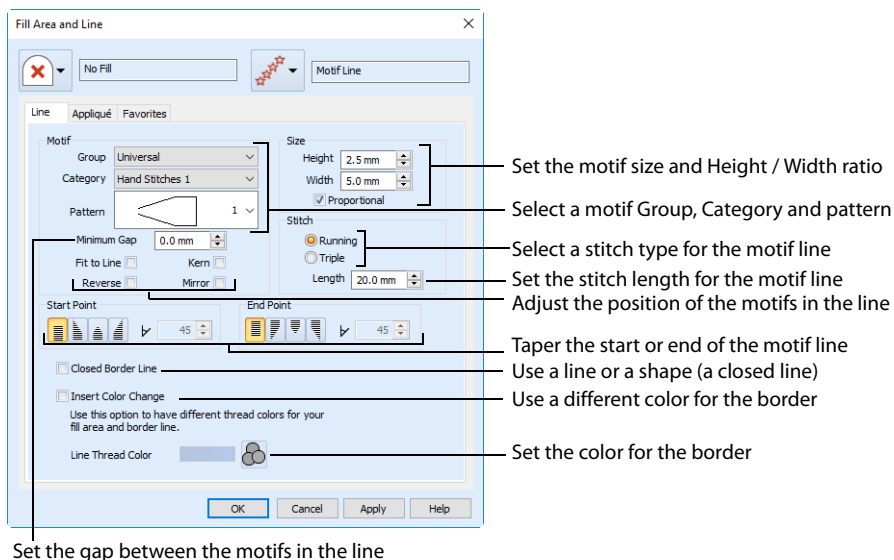 Fill Area and Line
No Fill
Motif Line
Line Appliqué Favorites
Motif
Group Universal
Category Hand Stitches 1
Pattern 1
Minimum Gap 0.0 mm
Fit to Line Kern
Reverse Mirror
Size
Height 2.5 mm
Width 5.0 mm
Proportional
Stitch
Running
Triple
Length 20.0 mm
Start Point
45
End Point
45
Closed Border Line
Insert Color Change
Use this option to have different thread colors for your
fill area and border line.
Line Thread Color
OK Cancel Apply Help
Set the motif size and Height / Width ratio
Select a motif Group, Category and pattern
Select a stitch type for the motif line
Set the stitch length for the motif line
Adjust the position of the motifs in the line
Taper the start or end of the motif line
Use a line or a shape (a closed line)
Use a different color for the border
Set the color for the border
Set the gap between the motifs in the line